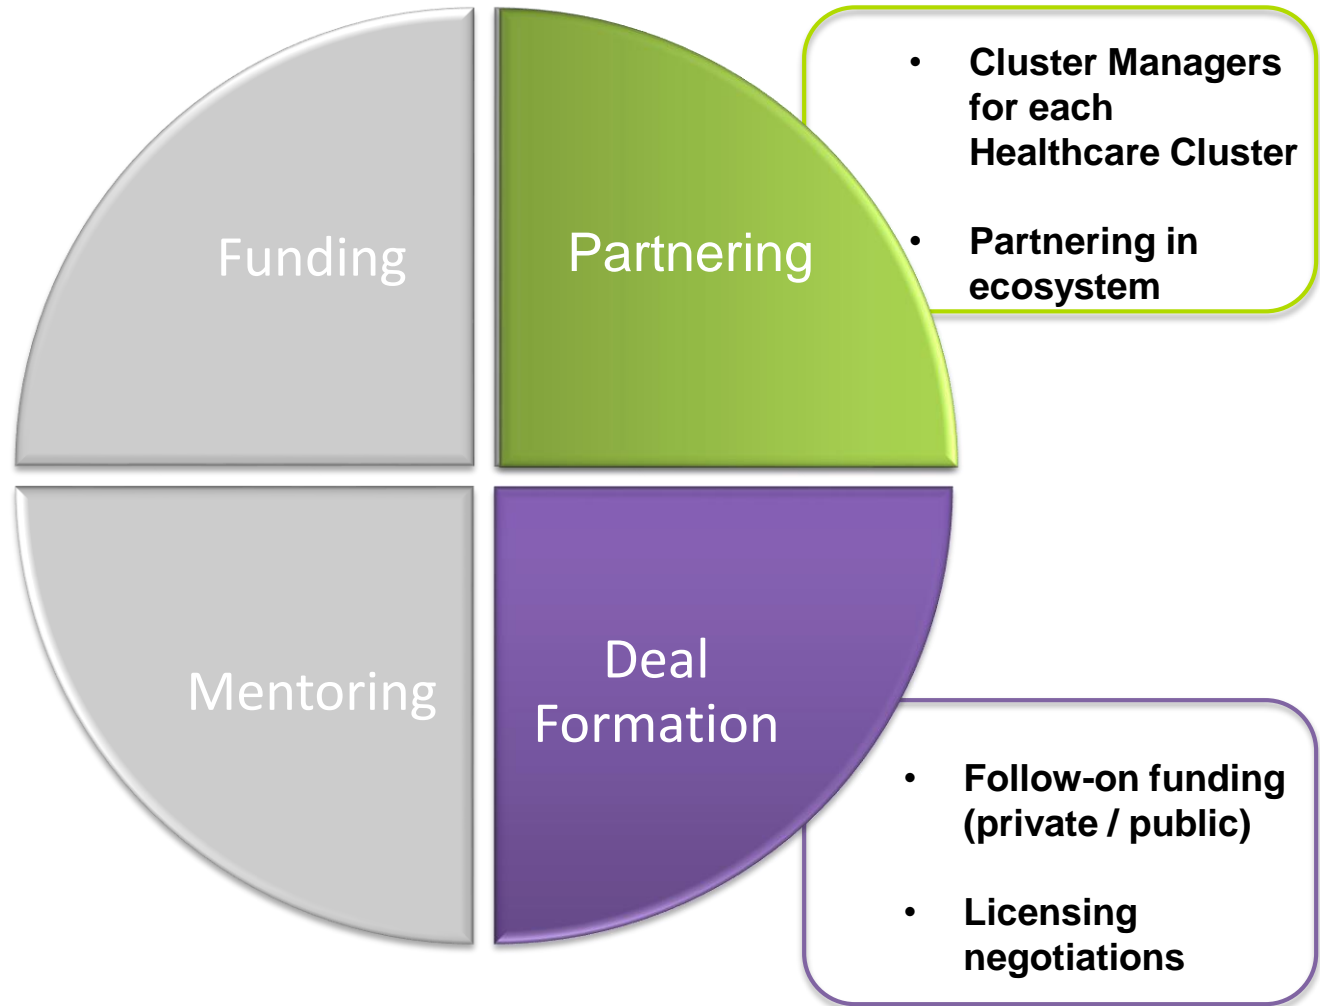 Funding
Partnering
• Cluster Managers
for each
Healthcare Cluster
• Partnering in
ecosystem
Mentoring
Deal
Formation
• Follow-on funding
(private / public)
• Licensing
negotiations